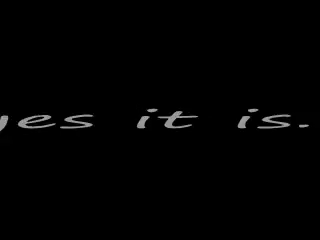 yes it is.